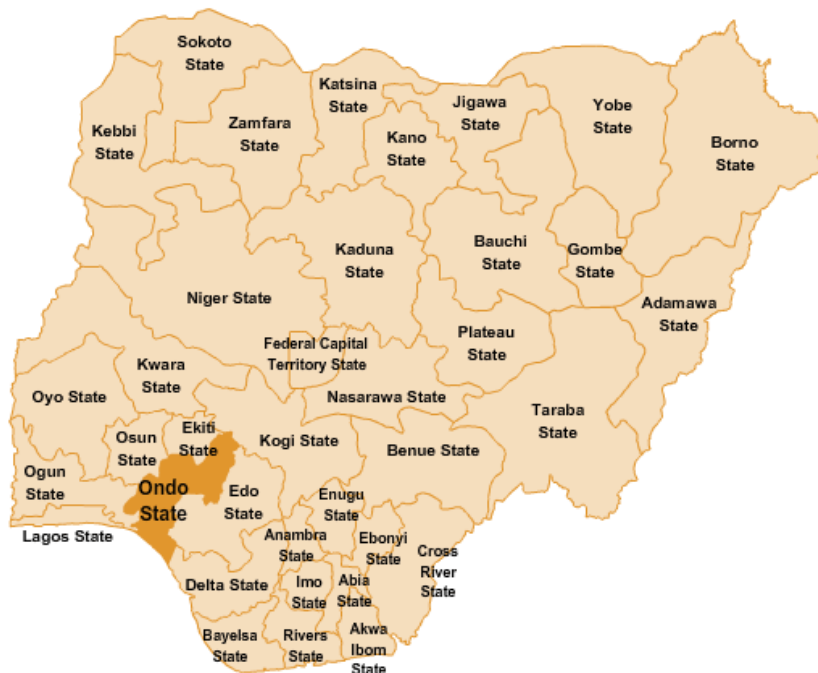 Sokoto
State
Katsina
State
Jigawa
State
Yobe
State
Kebbi
State
Zamfara
State
Kano
State
Borno
State
Kaduna
State
Bauchi
State
Gombe
State
Niger State
Adamawa
State
Federal Capital
Territory State
Plateau
State
Kwara
State
Oyo State
Nasarawa State
Taraba
State
Osun
State
Ekiti
State
Kogi State
Benue State
Ogun
State
Ondo
State
Edo
State
Enugu
State
Lagos State
Anambra
State
Ebonyi
State
Cross
River
State
Delta State
Imo
State
Abia
State
Bayelsa
State
Rivers
State
Akwa
Ibom
State